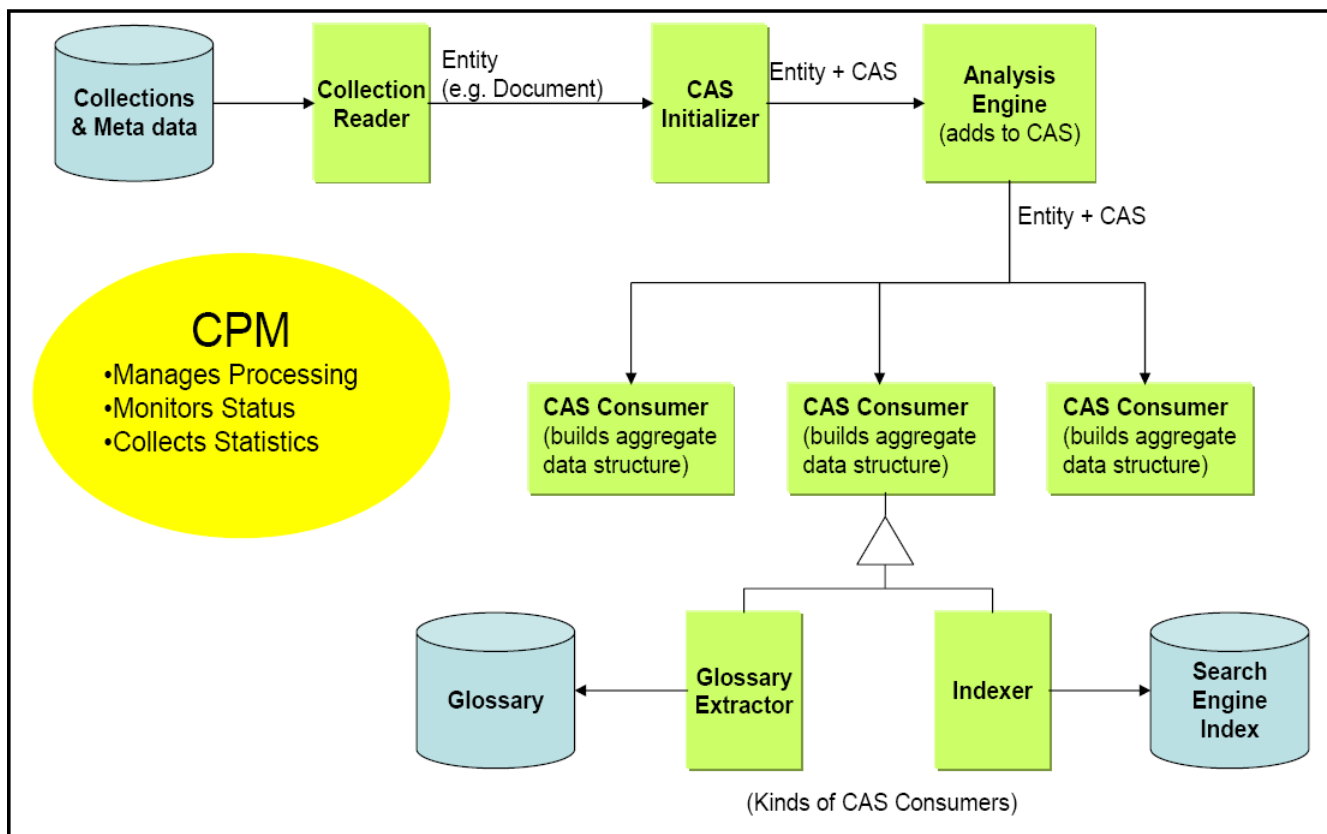 Collections
& Meta data
Collection
Reader
Entity
(e.g. Document)
CAS
Initializer
Entity + CAS
Analysis
Engine
(adds to CAS)
Entity + CAS
CPM
•Manages Processing
•Monitors Status
•Collects Statistics
CAS Consumer
(builds aggregate
data structure)
CAS Consumer
(builds aggregate
data structure)
CAS Consumer
(builds aggregate
data structure)
Glossary
Glossary
Extractor
Indexer
Search
Engine
Index
(Kinds of CAS Consumers)